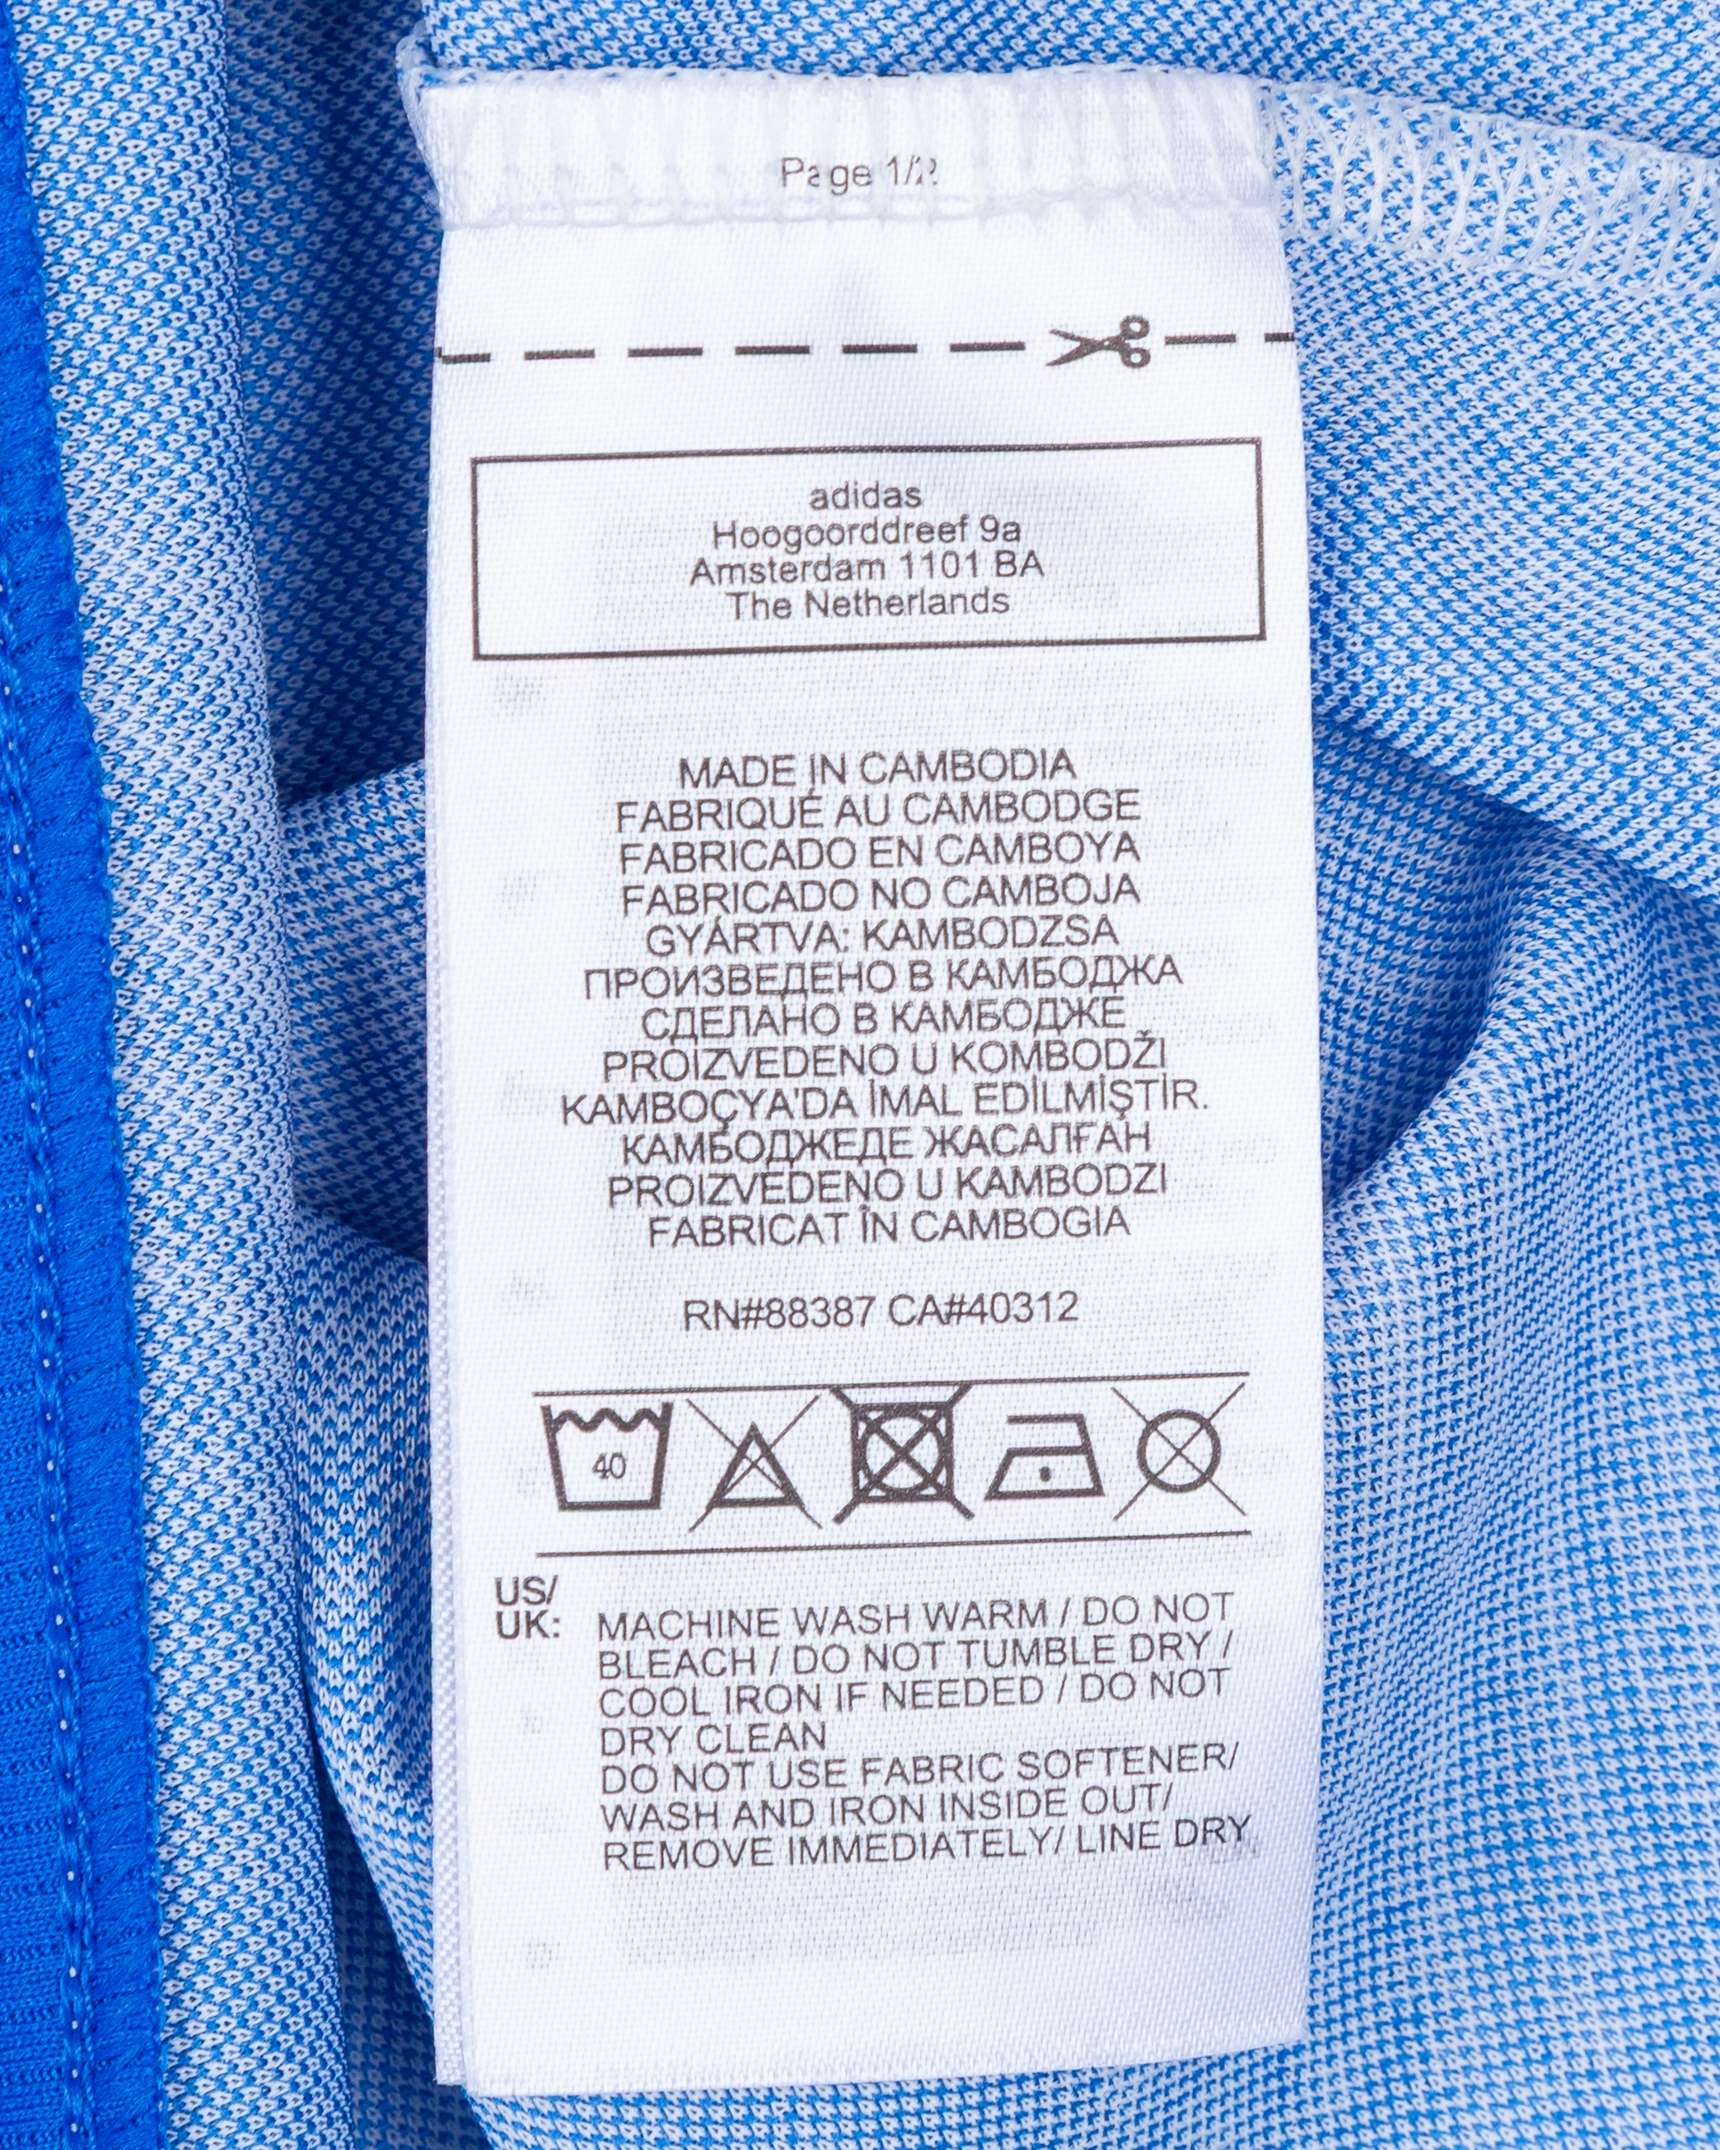 Page 1/2
adidas
Hoogoorddreef 9a
Amsterdam 1101 BA
The Netherlands
MADE IN CAMBODIA
FABRIQUÉ AU CAMBODGE
FABRICADO EN CAMBOYA
FABRICADO NO CAMBOJA
GYÁRTVA: KAMBODZSA
ПРОИЗВЕДЕНО В КАМБОДЖА
СДЕЛАНО В КАМБОДЖЕ
PROIZVEDENO U KOMBODŽI
KAMBOÇYA'DA İMAL EDİLMİŞTİR.
КАМБОДЖЕДЕ ЖАСАЛҒАН
PROIZVEDENO U KAMBODZI
FABRICAT ÎN CAMBOGIA
RN#88387 CA#40312
40
US/
UK: MACHINE WASH WARM / DO NOT
BLEACH / DO NOT TUMBLE DRY /
COOL IRON IF NEEDED / DO NOT
DRY CLEAN
DO NOT USE FABRIC SOFTENER/
WASH AND IRON INSIDE OUT/
REMOVE IMMEDIATELY/ LINE DRY